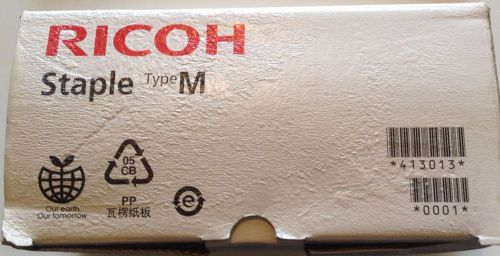 RICOH
Staple Type M
Our earth,
Our tomorrow
05
CB
PP
瓦楞纸板
e
*413013*
*0001*